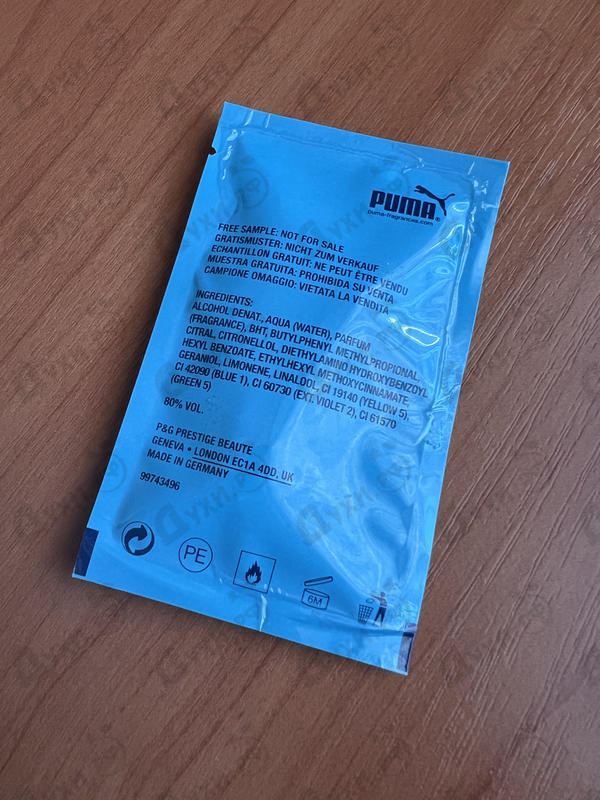 PUMA®
puma-fragrances.com
FREE SAMPLE: NOT FOR SALE
GRATISMUSTER: NICHT ZUM VERKAUF
ECHANTILLON GRATUIT: NE PEUT ÊTRE VENDU
MUESTRA GRATUITA: PROHIBIDA SU VENTA
CAMPIONE OMAGGIO: VIETATA LA VENDITA
INGREDIENTS:
ALCOHOL DENAT., AQUA (WATER), PARFUM
(FRAGRANCE), BHT, BUTYLPHENYL METHYLPROPIONAL,
CITRAL, CITRONELLOL, DIETHYLAMINO HYDROXYBENZOYL
HEXYL BENZOATE, ETHYLHEXYL METHOXYCINNAMATE,
GERANIOL, LIMONENE, LINALOOL, CI 19140 (YELLOW 5),
CI 42090 (BLUE 1), CI 60730 (EXT. VIOLET 2), CI 61570
(GREEN 5)
80% VOL.
P&G PRESTIGE BEAUTE
GENEVA • LONDON EC1A 4DD, UK
MADE IN GERMANY
99743496
PE
6M
Духи.рф